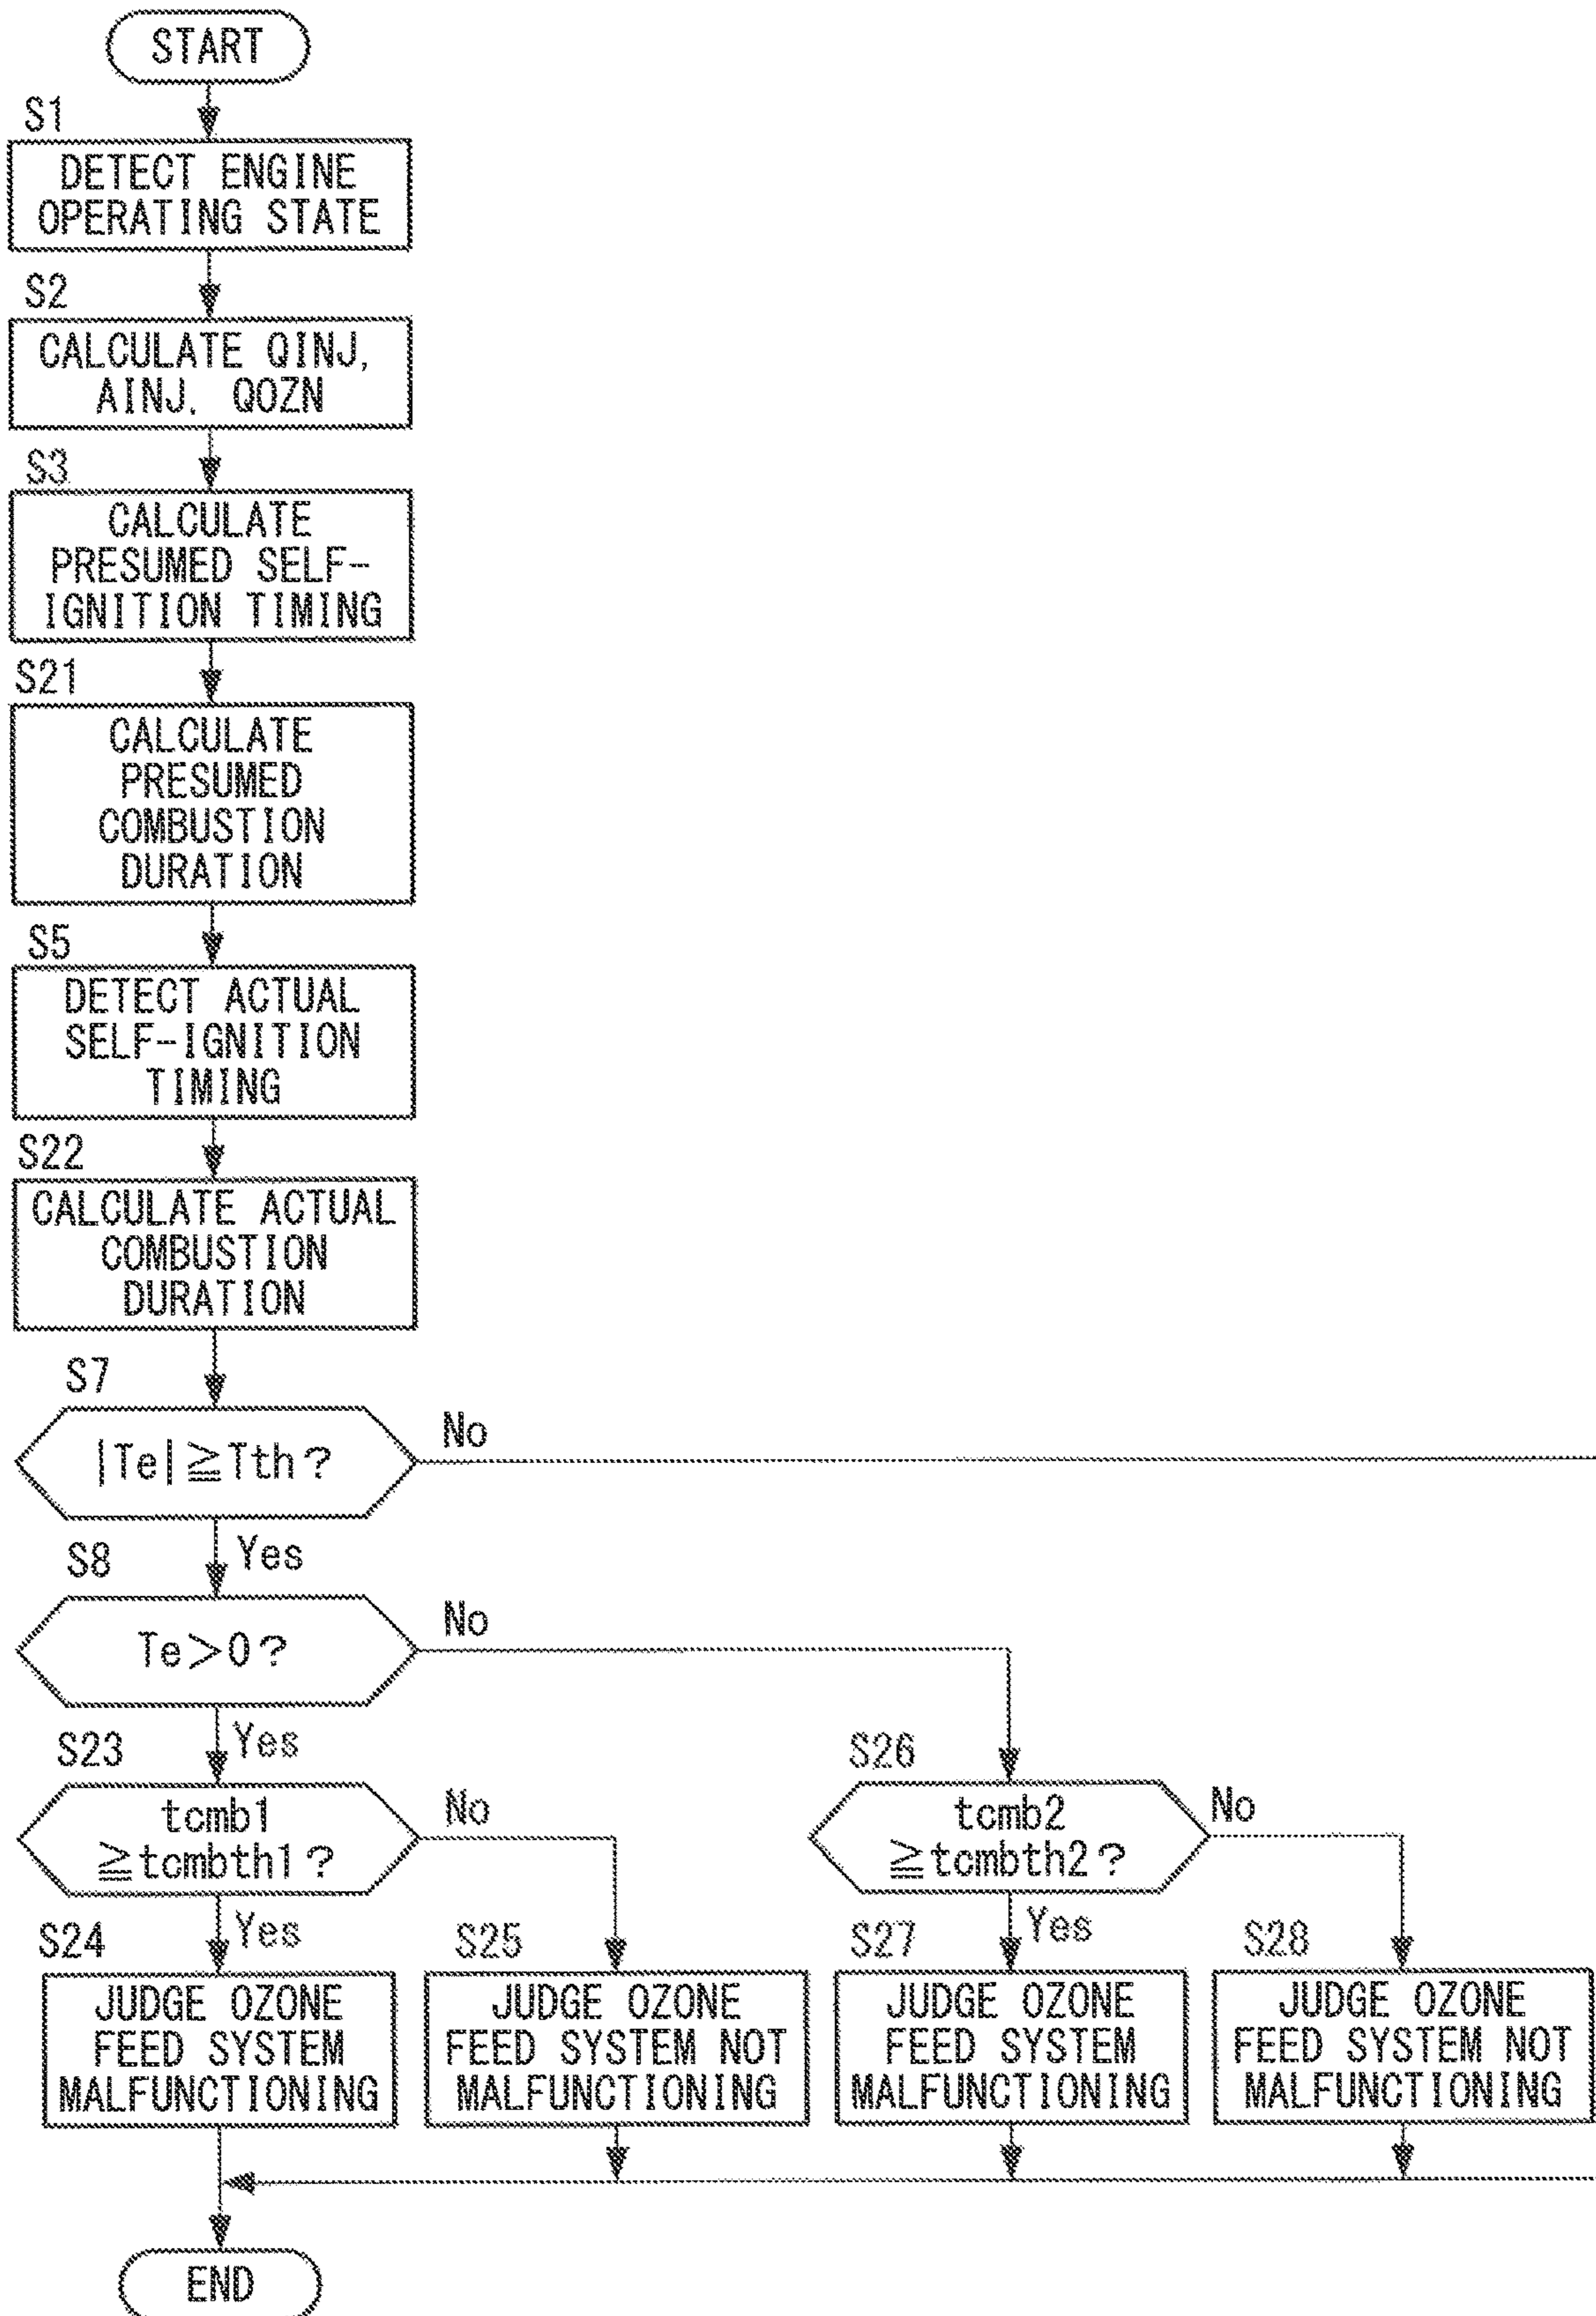 START
S1
DETECT ENGINE
OPERATING STATE
S2
CALCULATE QINJ,
AINJ, QOZN
S3
CALCULATE
PRESUMED SELF-
IGNITION TIMING
S21
CALCULATE
PRESUMED
COMBUSTION
DURATION
S5
DETECT ACTUAL
SELF-IGNITION
TIMING
S22
CALCULATE ACTUAL
COMBUSTION
DURATION
S7
|Te|≧Tth?
No
Yes
S8
Te>0?
No
Yes
S23
tcmb1
≧tcmbth1?
No
Yes
S26
tcmb2
≧tcmbth2?
No
Yes
S24
JUDGE OZONE
FEED SYSTEM
MALFUNCTIONING
S25
JUDGE OZONE
FEED SYSTEM NOT
MALFUNCTIONING
S27
JUDGE OZONE
FEED SYSTEM
MALFUNCTIONING
S28
JUDGE OZONE
FEED SYSTEM NOT
MALFUNCTIONING
END